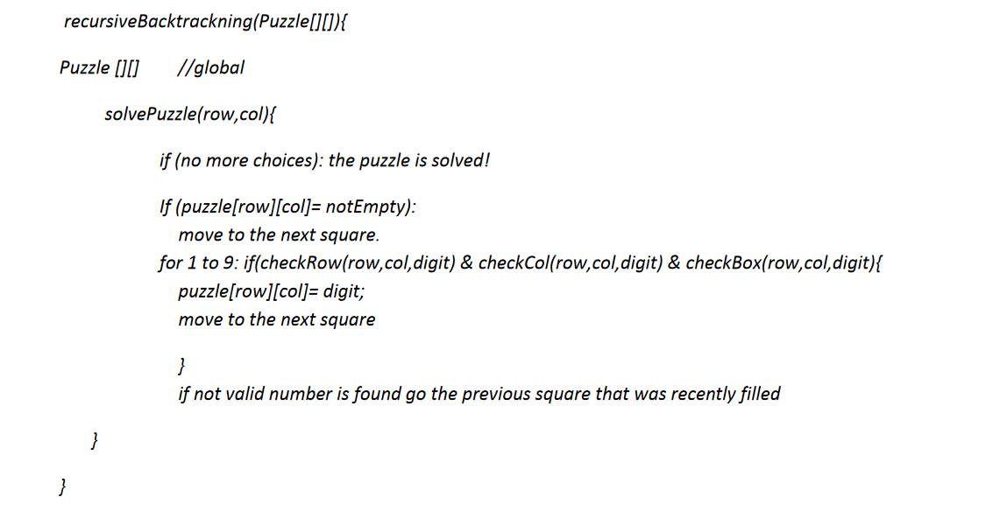 recursiveBacktrackning(Puzzle[][]){
Puzzle [][] //global
solvePuzzle(row,col){
if (no more choices): the puzzle is solved!
If (puzzle[row][col]= notEmpty):
move to the next square.
for 1 to 9: if(checkRow(row,col,digit) & checkCol(row,col,digit) & checkBox(row,col,digit){
puzzle[row][col]= digit;
move to the next square
}
if not valid number is found go the previous square that was recently filled
}
}